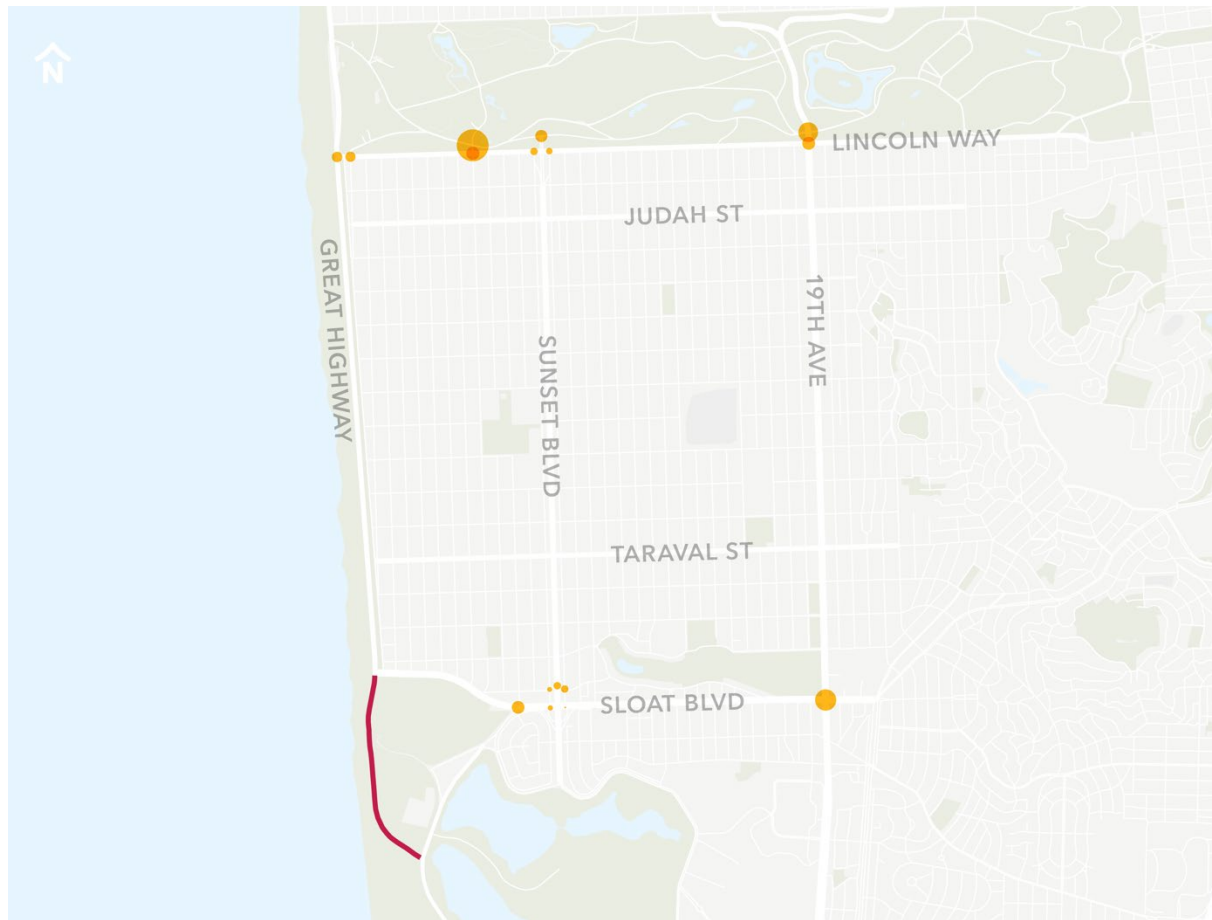 N
LINCOLN WAY
JUDAH ST
GREAT HIGHWAY
19TH AVE
SUNSET BLVD
TARAVAL ST
SLOAT BLVD